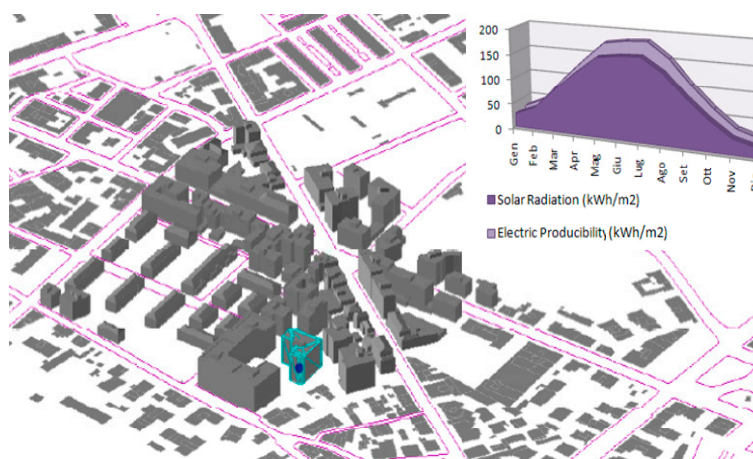 200
150
100
50
0
Gen
Feb
Mar
Apr
Mag
Giu
Lug
Ago
Set
Ott
Nov
Solar Radiation (kWh/m2)
Electric Producibility (kWh/m2)